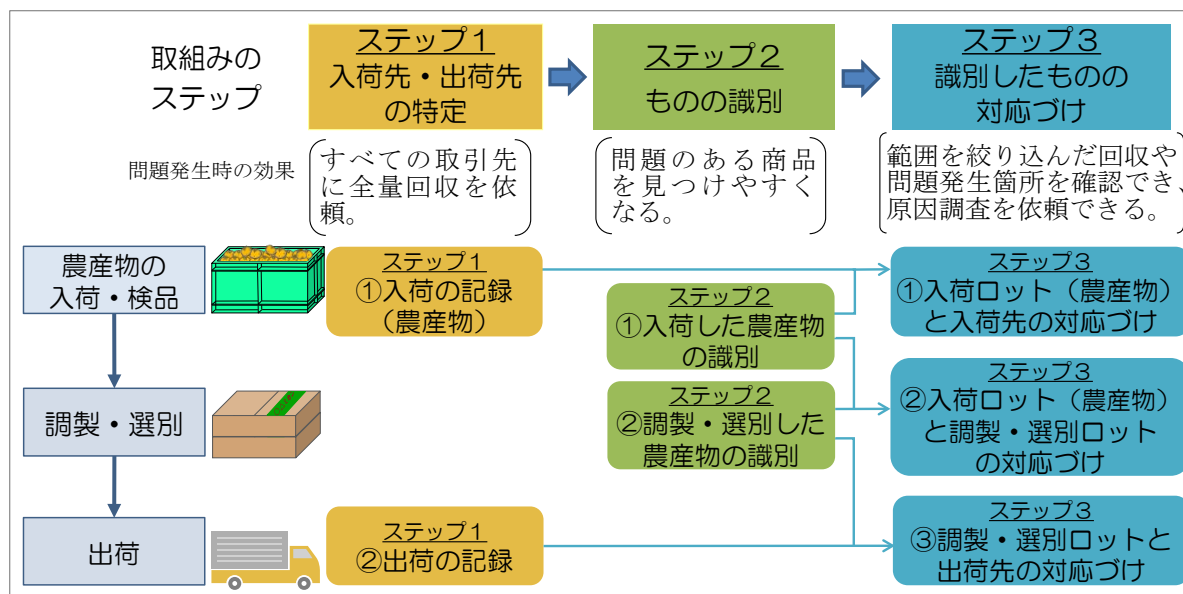 取組みの
ステップ
ステップ1
入荷先・出荷先
の特定
ステップ2
ものの識別
ステップ3
識別したものの
対応づけ
問題発生時の効果
すべての取引先
に全量回収を依
頼。
問題のある商品
を見つけやすく
なる。
範囲を絞り込んだ回収や
問題発生箇所を確認でき、
原因調査を依頼できる。
農産物の
入荷・検品
ステップ1
①入荷の記録
（農産物）
ステップ2
①入荷した農産物
の識別
ステップ3
①入荷ロット（農産物）
と入荷先の対応づけ
調製・選別
ステップ2
②調製・選別した
農産物の識別
ステップ3
②入荷ロット（農産物）
と調製・選別ロット
の対応づけ
出荷
ステップ1
②出荷の記録
ステップ3
③調製・選別ロットと
出荷先の対応づけ